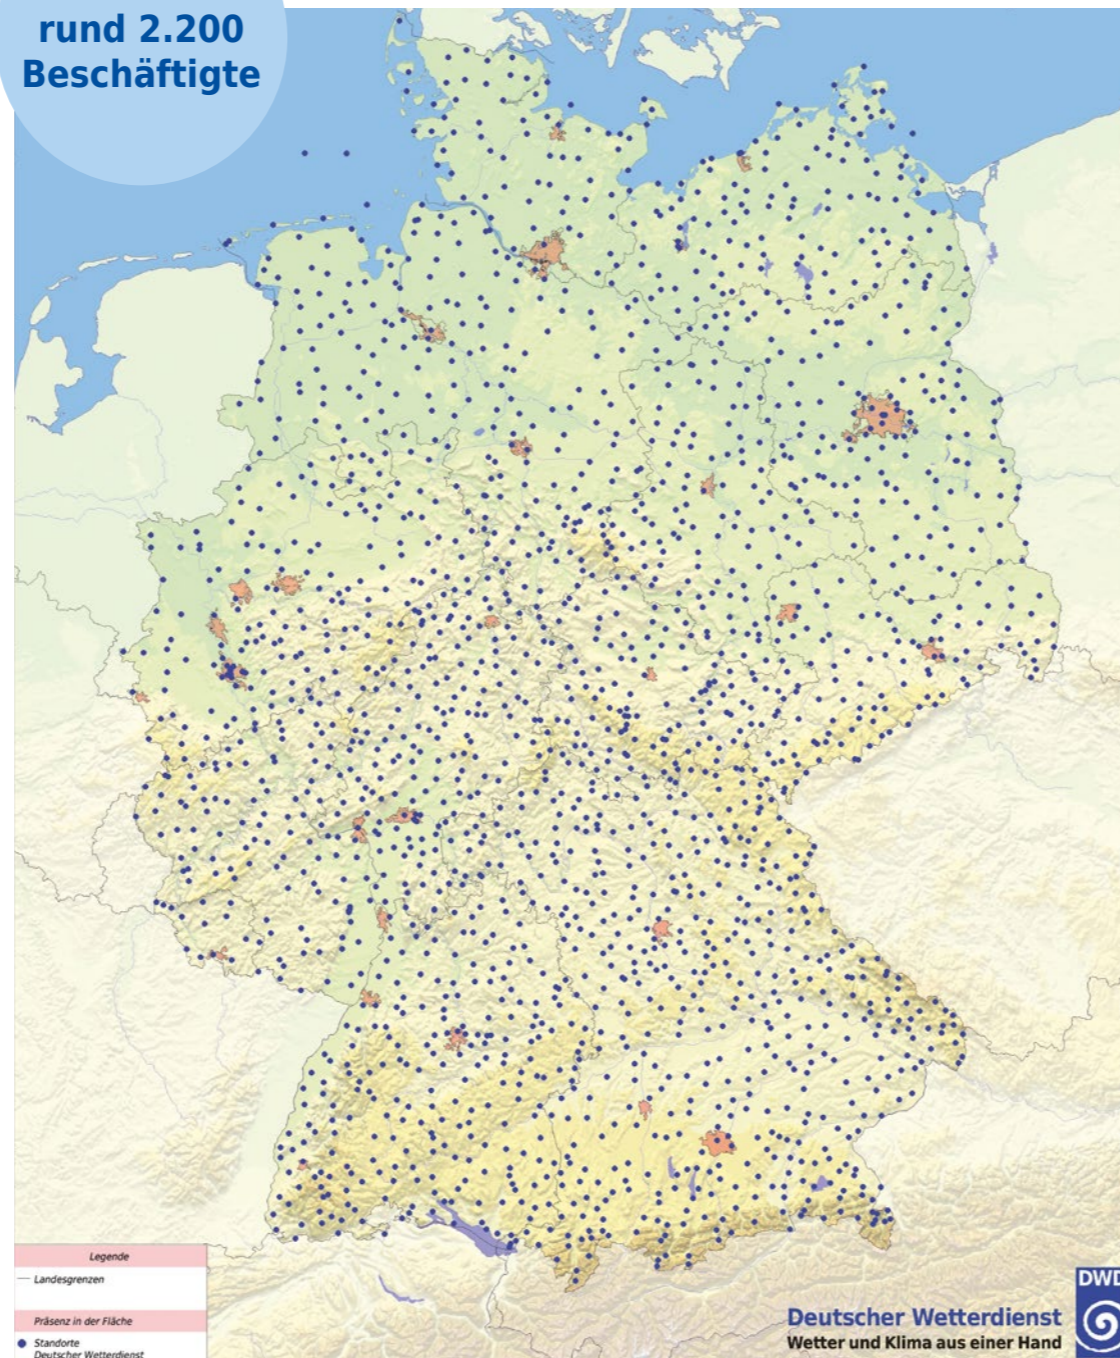 rund 2.200
Beschäftigte
Legende
Landesgrenzen
Präsenz in der Fläche
Standorte
Deutscher Wetterdienst
Deutscher Wetterdienst
Wetter und Klima aus einer Hand
DWD